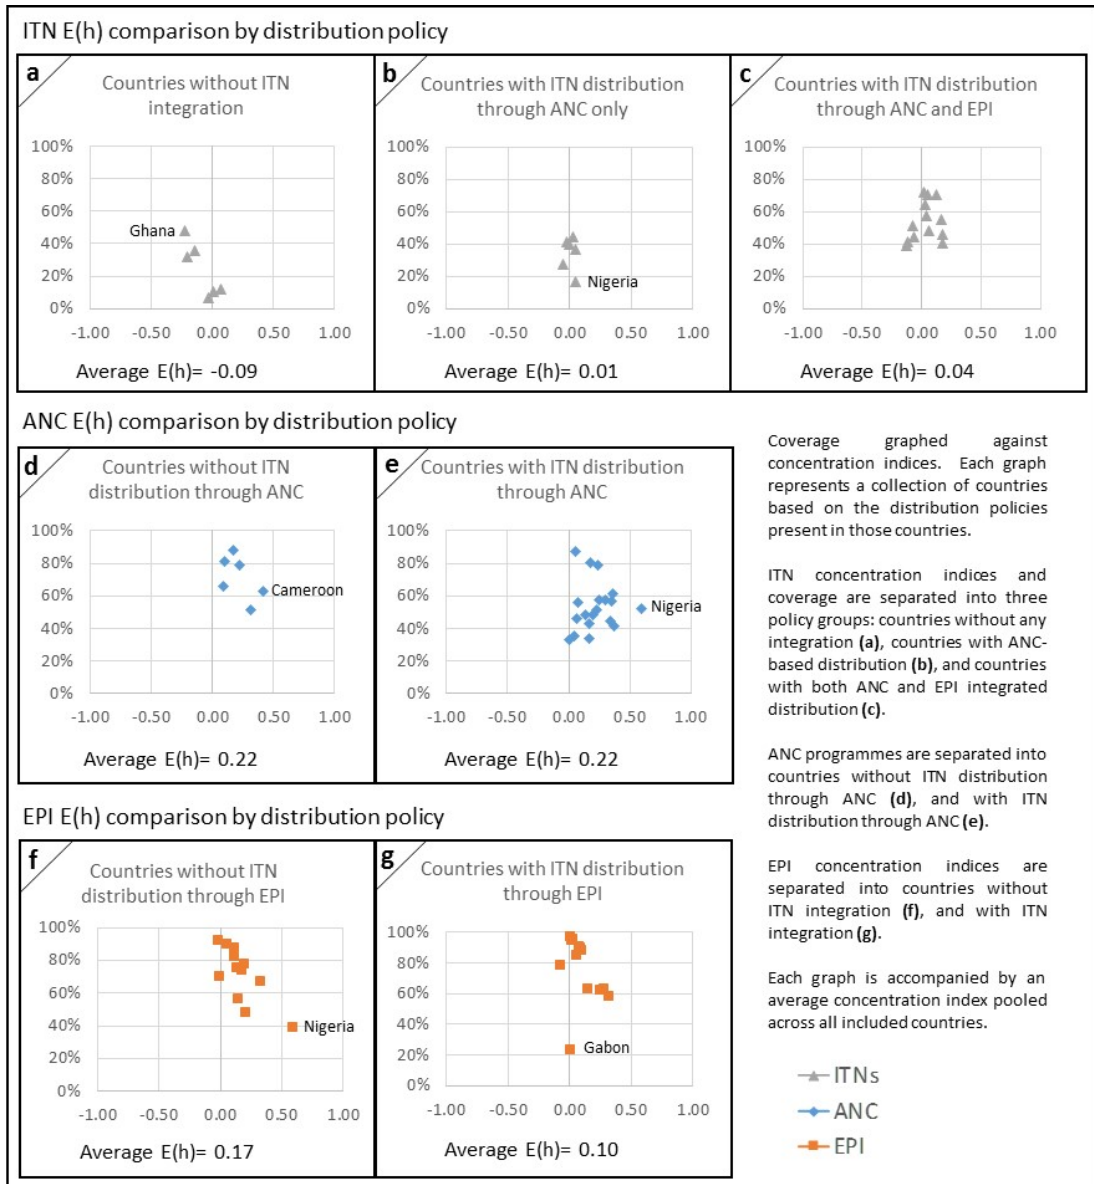 ITN E(h) comparison by distribution policy
a
Countries without ITN
integration
100%
80%
60%
40%
20%
0%
Ghana
-1.00
-0.50
0.00
0.50
1.00
Average E(h)= -0.09
b
Countries with ITN distribution
through ANC only
100%
80%
60%
40%
20%
0%
Nigeria
-1.00
-0.50
0.00
0.50
1.00
Average E(h)= 0.01
c
Countries with ITN distribution
through ANC and EPI
100%
80%
60%
40%
20%
0%
-1.00
-0.50
0.00
0.50
1.00
Average E(h)= 0.04
ANC E(h) comparison by distribution policy
d
Countries without ITN
distribution through ANC
100%
80%
60%
40%
20%
0%
Cameroon
-1.00
-0.50
0.00
0.50
1.00
Average E(h)= 0.22
e
Countries with ITN distribution
through ANC
100%
80%
60%
40%
20%
0%
Nigeria
-1.00
-0.50
0.00
0.50
1.00
Average E(h)= 0.22
EPI E(h) comparison by distribution policy
f
Countries without ITN
distribution through EPI
100%
80%
60%
40%
20%
0%
Nigeria
-1.00
-0.50
0.00
0.50
1.00
Average E(h)= 0.17
g
Countries with ITN distribution
through EPI
100%
80%
60%
40%
20%
0%
Gabon
-1.00
-0.50
0.00
0.50
1.00
Average E(h)= 0.10
Coverage graphed against
concentration indices. Each graph
represents a collection of countries
based on the distribution policies
present in those countries.
ITN concentration indices and
coverage are separated into three
policy groups: countries without any
integration (a), countries with ANC-
based distribution (b), and countries
with both ANC and EPI integrated
distribution (c).
ANC programmes are separated into
countries without ITN distribution
through ANC (d), and with ITN
distribution through ANC (e).
EPI concentration indices are
separated into countries without
ITN integration (f), and with ITN
integration (g).
Each graph is accompanied by an
average concentration index pooled
across all included countries.
ITNs
ANC
EPI